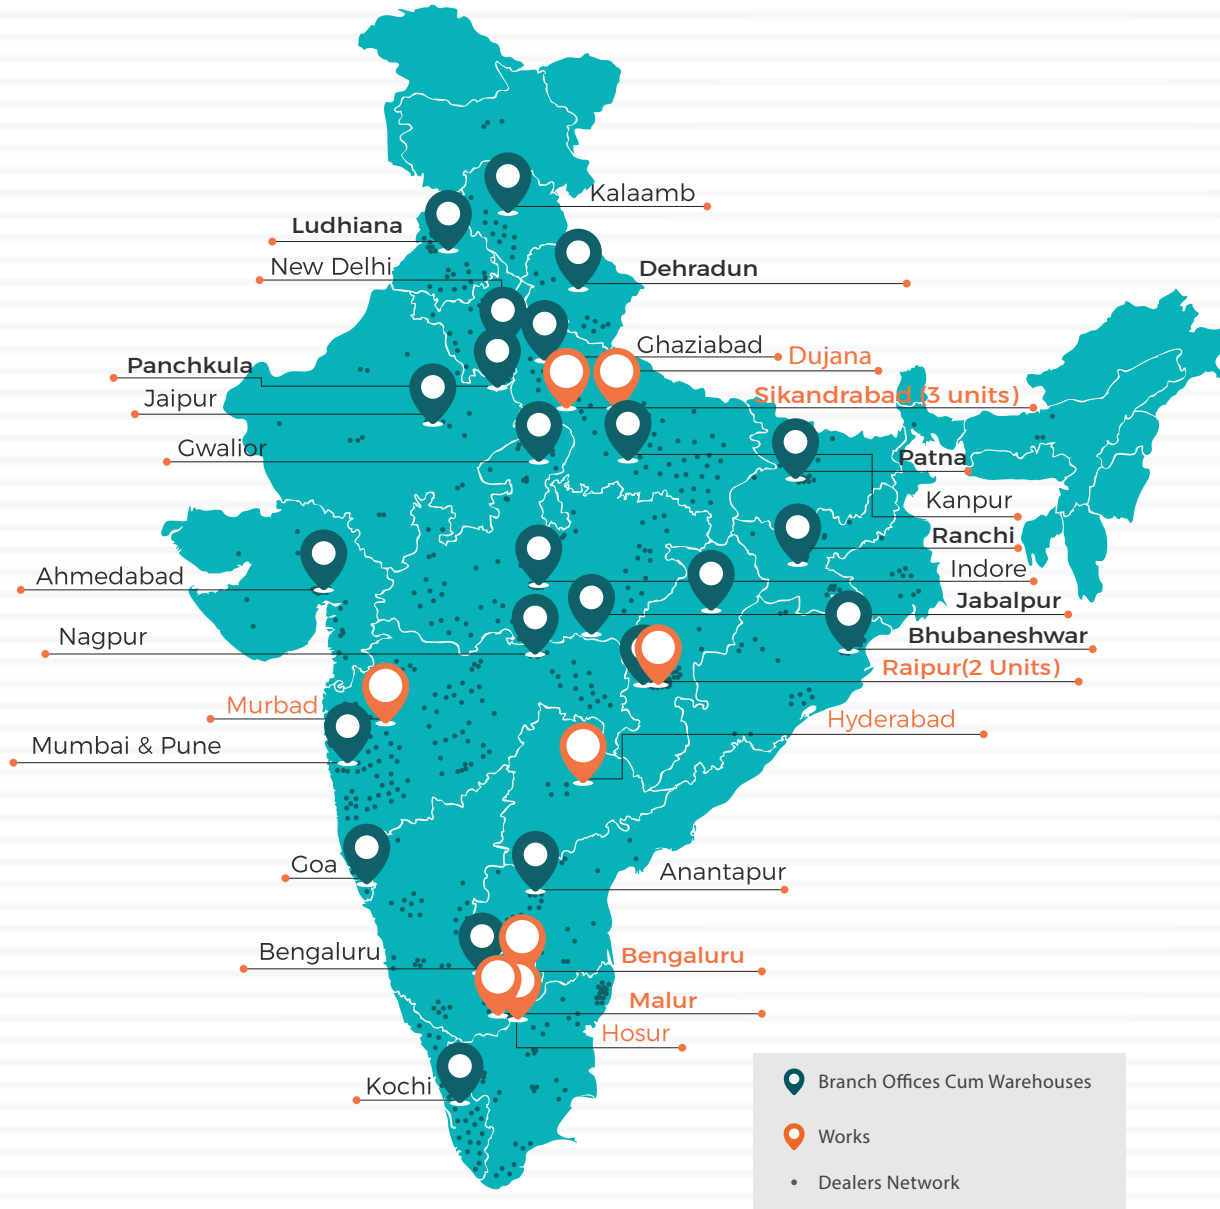 Kalaamb
Ludhiana
New Delhi
Dehradun
Ghaziabad
Dujana
Panchkula
Sikandrabad (3 units)
Jaipur
Gwalior
Patna
Kanpur
Ranchi
Indore
Ahmedabad
Jabalpur
Nagpur
Bhubaneshwar
Raipur(2 Units)
Murbad
Hyderabad
Mumbai & Pune
Goa
Anantapur
Bengaluru
Bengaluru
Malur
Hosur
Kochi
Branch Offices Cum Warehouses
Works
Dealers Network